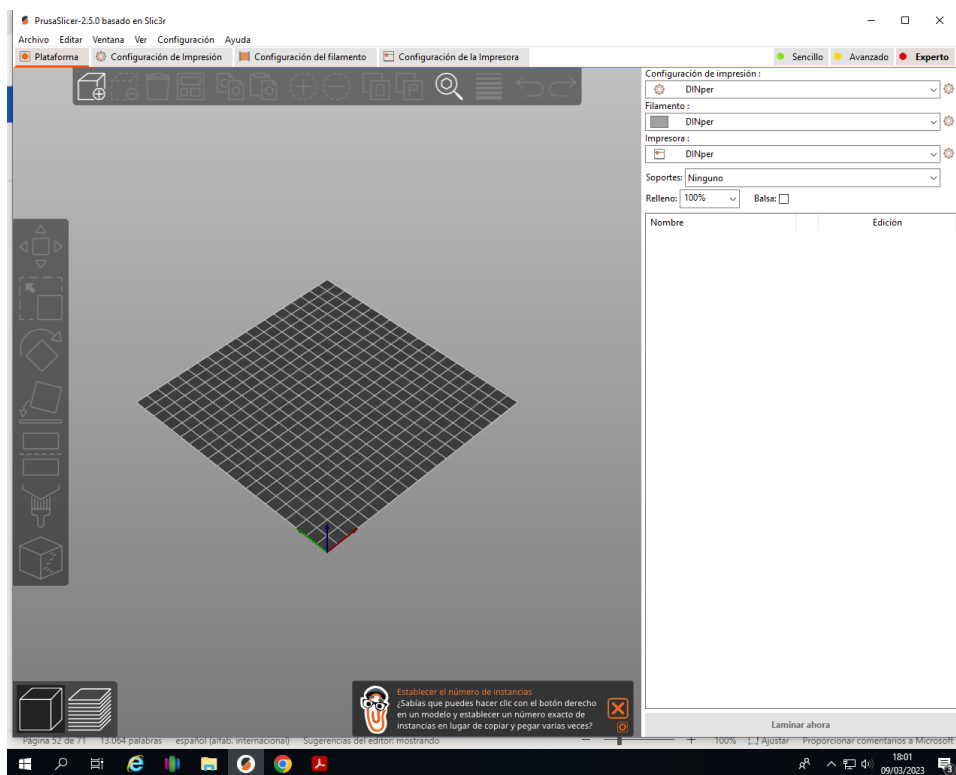 PrusaSlicer-2.5.0 basado en Slic3r
Archivo Editar Ventana Ver Configuración Ayuda
Plataforma Configuración de Impresión Configuración del filamento Configuración de la Impresora Sencillo Avanzado Experto
Configuración de impresión :
DINper
Filamento :
DINper
Impresora :
DINper
Soportes: Ninguno
Relleno: 100% Balsa:
Nombre Edición
Establecer el número de instancias
¿Sabías que puedes hacer clic con el botón derecho
en un modelo y establecer un número exacto de
instancias en lugar de copiar y pegar varias veces?
Laminar ahora
Página 52 de 71 13.064 palabras español (alfab. internacional) Sugerencias del editor: mostrando 100% Ajustar Proporcionar comentarios a Microsoft
18:01
09/03/2023
3